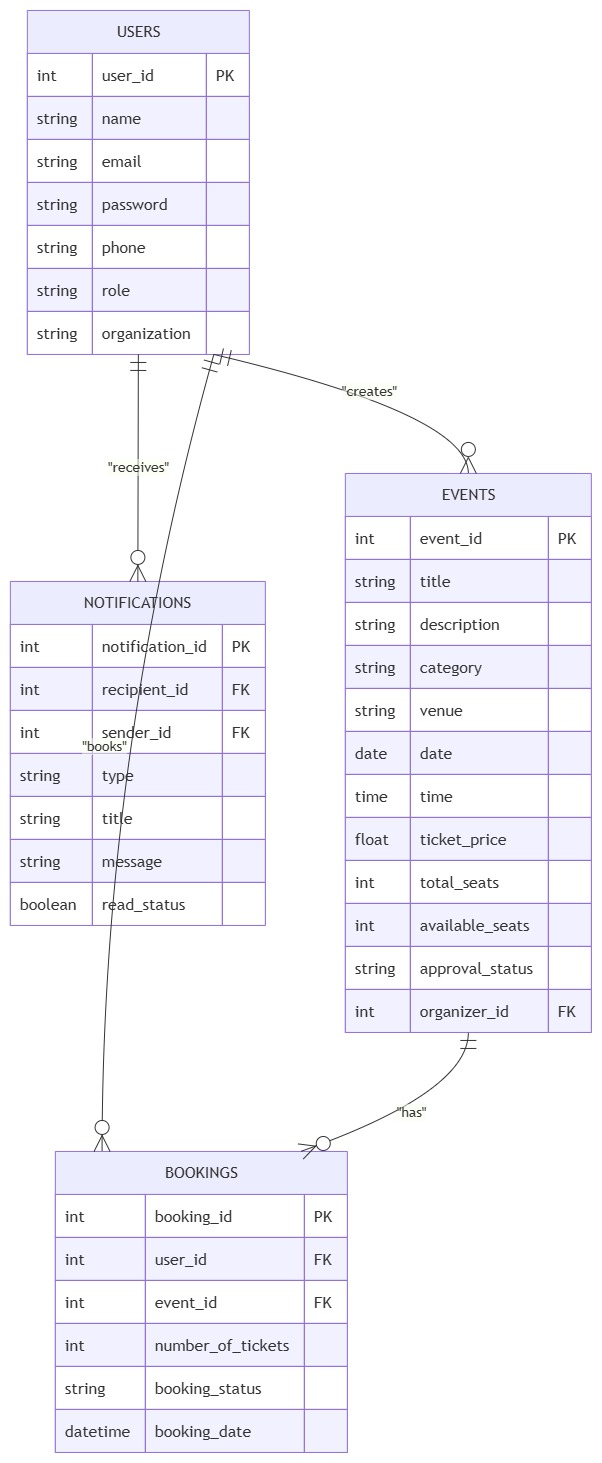 USERS
int user_id PK
string name
string email
string password
string phone
string role
string organization
"creates"
"receives"
EVENTS
int event_id PK
string title
string description
string category
string venue
date date
time time
float ticket_price
int total_seats
int available_seats
string approval_status
int organizer_id FK
NOTIFICATIONS
int notification_id PK
int recipient_id FK
int sender_id FK
"books"
string type
string title
string message
boolean read_status
"has"
BOOKINGS
int booking_id PK
int user_id FK
int event_id FK
int number_of_tickets
string booking_status
datetime booking_date